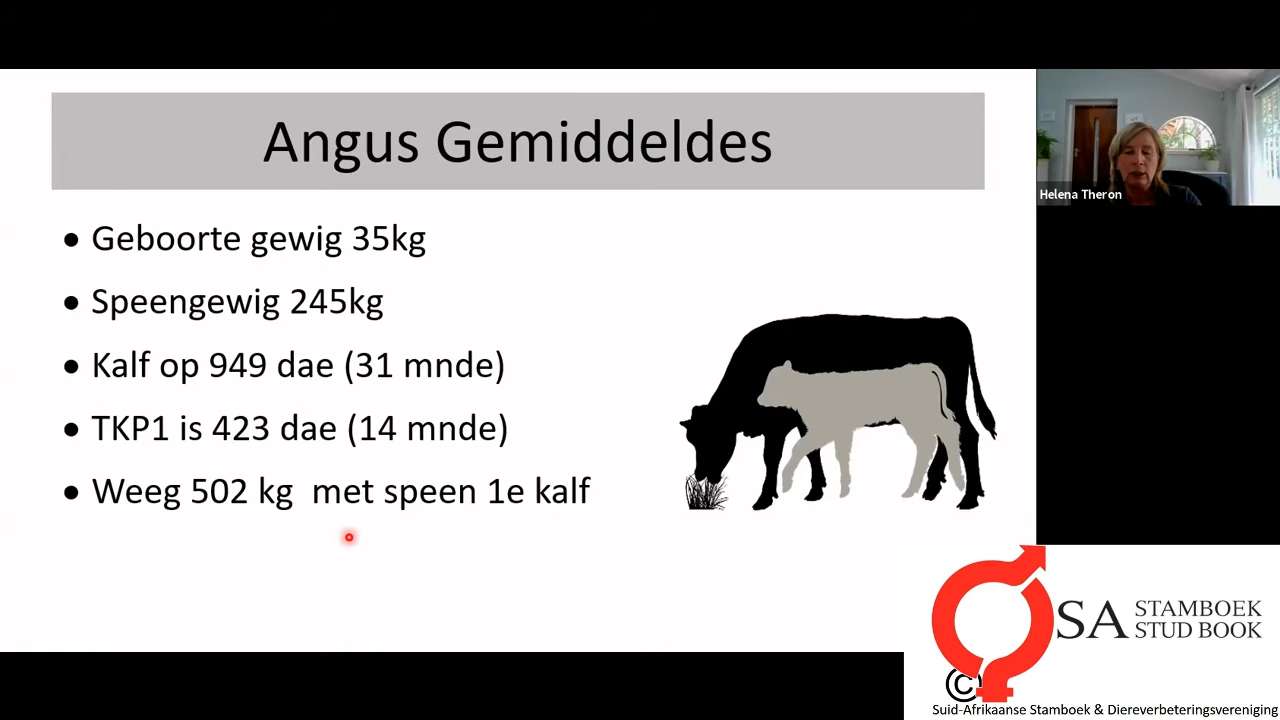 Angus Gemiddeldes
• Geboorte gewig 35kg
• Speengewig 245kg
• Kalf op 949 dae (31 mnde)
• TKP1 is 423 dae (14 mnde)
• Weeg 502 kg  met speen 1e kalf
Helena Theron
SA STAMBOEK
STUD BOOK
©
Suid-Afrikaanse Stamboek & Diereverbeteringsvereniging